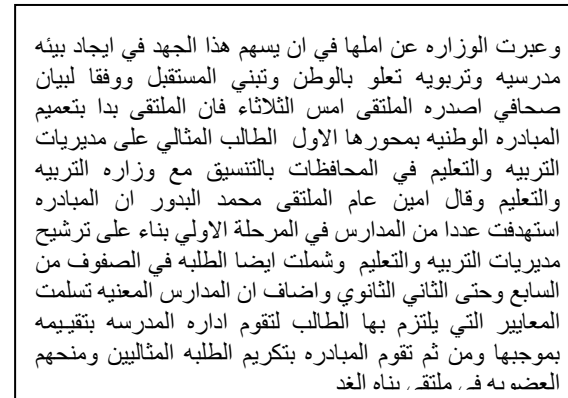 وعبرت الوزاره عن املها في ان يسهم هذا الجهد في ايجاد بيئه
مدرسيه وتربويه تعلو بالوطن وتبني المستقبل ووفقا لبيان
صحافي اصدره الملتقى امس الثلاثاء فان الملتقى بدا بتعميم
المبادره الوطنيه بمحورها الاول الطالب المثالي على مديريات
التربيه والتعليم في المحافظات بالتنسيق مع وزاره التربيه
والتعليم وقال امين عام الملتقى محمد البدور ان المبادره
استهدفت عددا من المدارس في المرحلة الاولي بناء على ترشيح
مديريات التربيه والتعليم وشملت ايضا الطلبه في الصفوف من
السابع وحتى الثاني الثانوي واضاف ان المدارس المعنيه تسلمت
المعايير التي يلتزم بها الطالب لتقوم اداره المدرسه بتقييمه
بموجبها ومن ثم تقوم المبادره بتكريم الطلبه المثاليين ومنحهم
العضويه في ملتقى بناه الغد